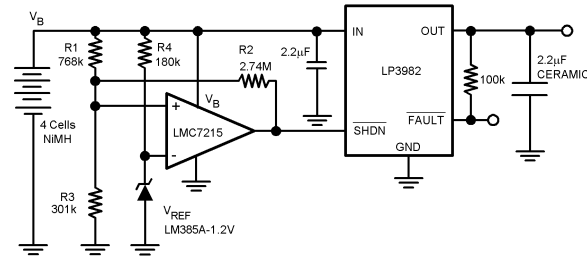 V_B
R1
768k
R4
180k
R2
2.74M
2.2µF
IN
OUT
LP3982
2.2µF
CERAMIC
100k
V_B
+
LMC7215
-
SHDN
FAULT
GND
4 Cells
NiMH
R3
301k
V_REF
LM385A-1.2V